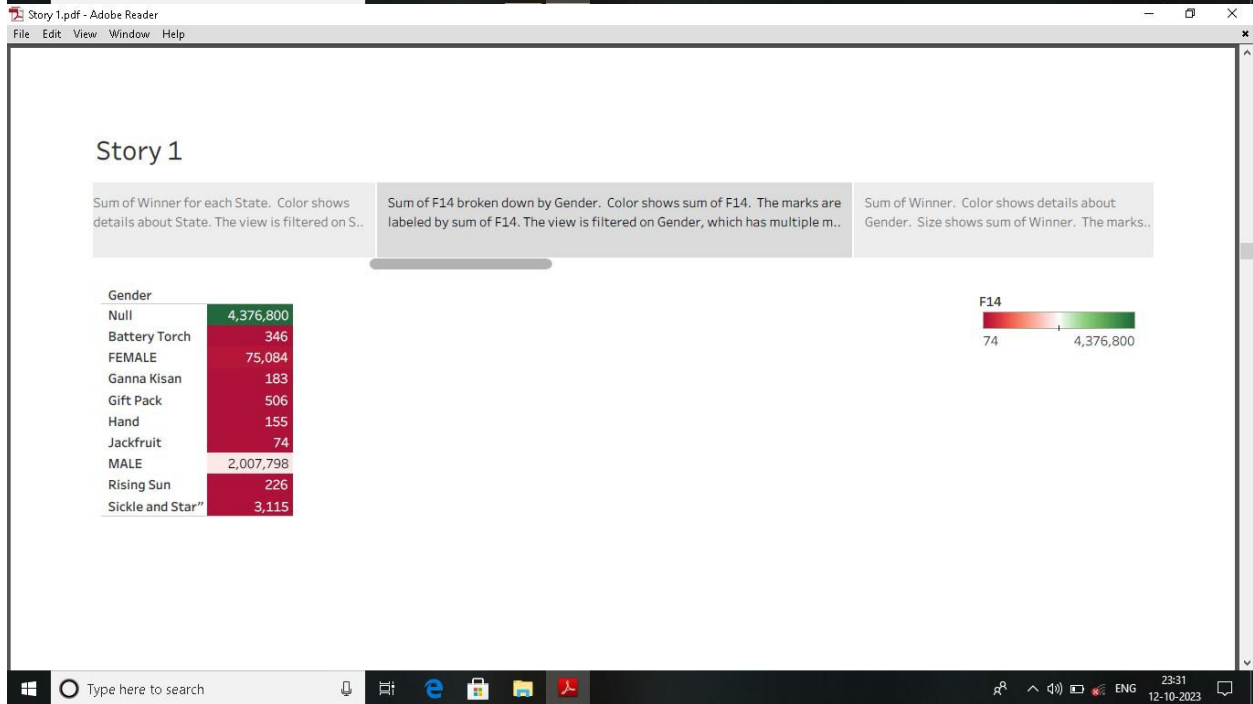 Story 1.pdf - Adobe Reader
File Edit View Window Help
Story 1
Sum of Winner for each State. Color shows
details about State. The view is filtered on S..
Sum of F14 broken down by Gender. Color shows sum of F14. The marks are
labeled by sum of F14. The view is filtered on Gender, which has multiple m..
Sum of Winner. Color shows details about
Gender. Size shows sum of Winner. The marks..
Gender
Null 4,376,800
Battery Torch 346
FEMALE 75,084
Ganna Kisan 183
Gift Pack 506
Hand 155
Jackfruit 74
MALE 2,007,798
Rising Sun 226
Sickle and Star” 3,115
F14
74 4,376,800
Type here to search
ENG
23:31
12-10-2023